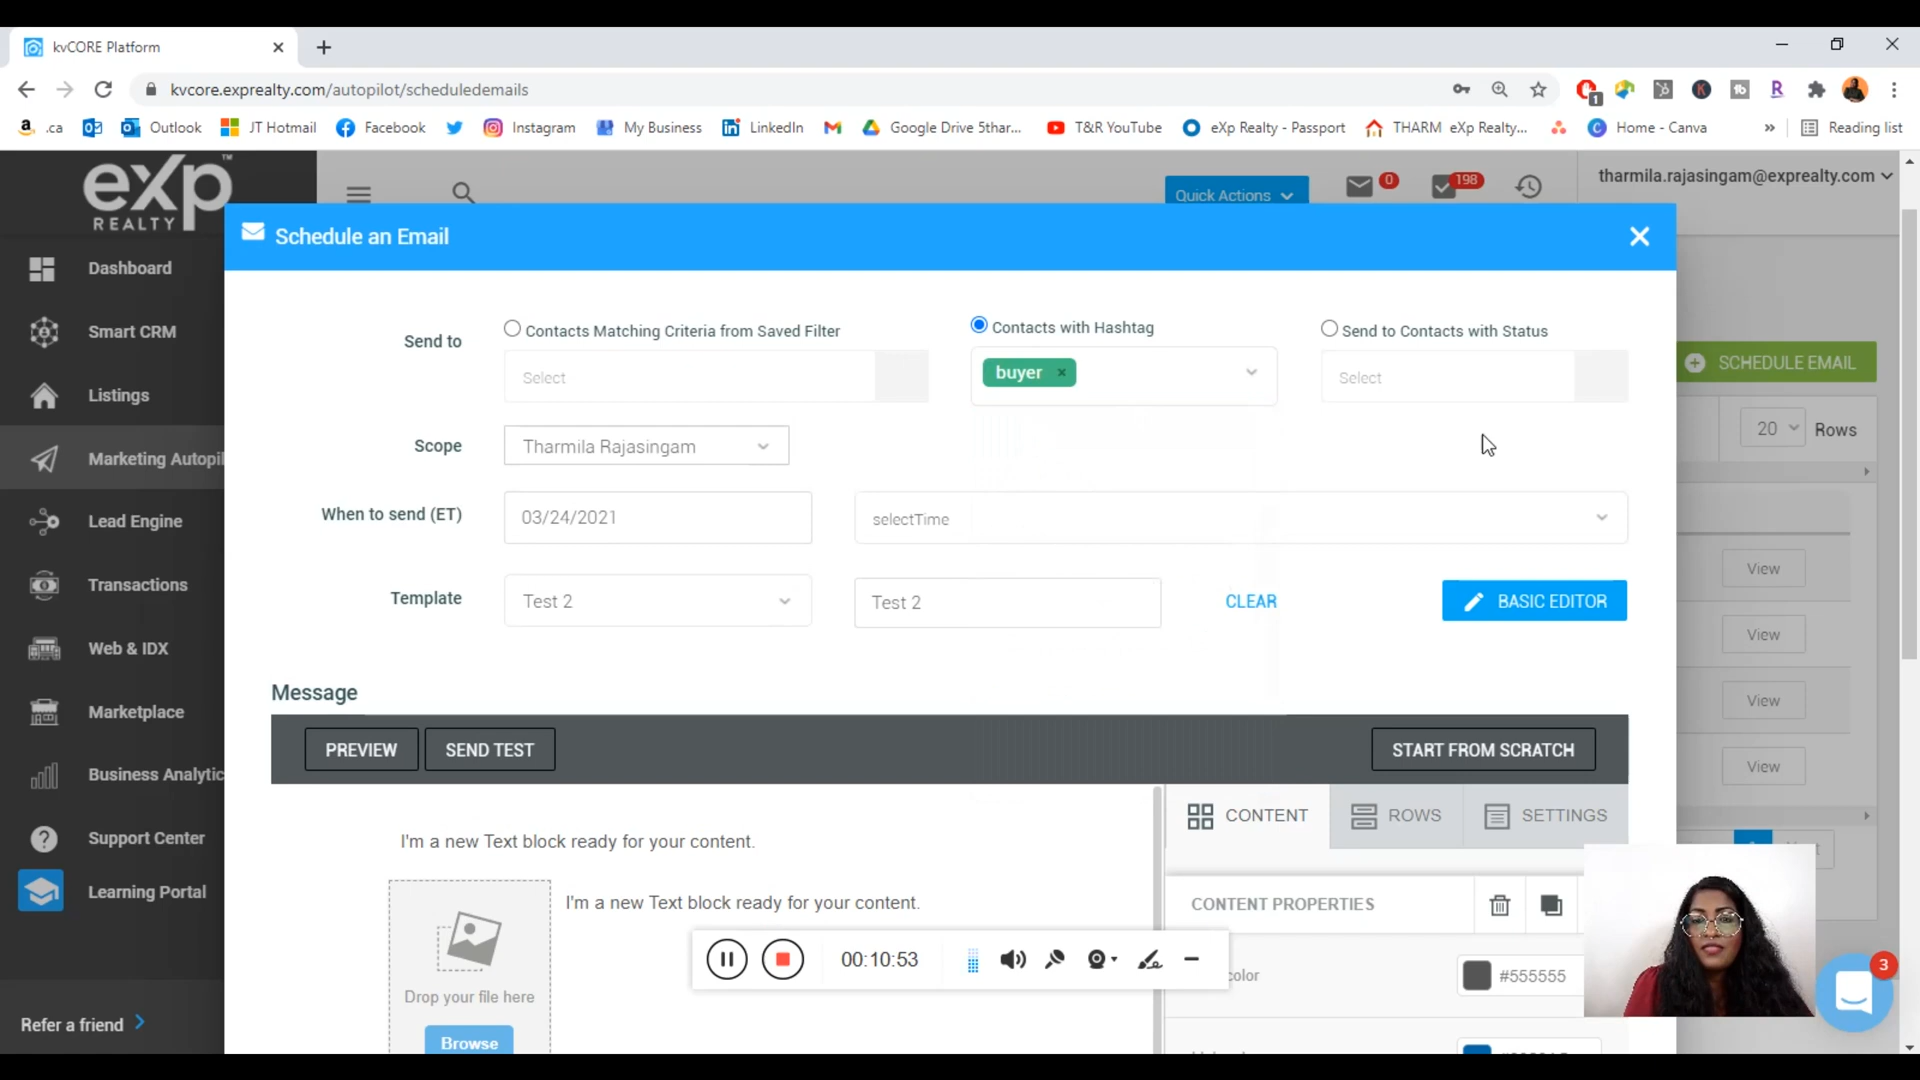 kvCORE Platform
kvcore.exprealty.com/autopilot/scheduledemails
1
K
tb
R
a .ca
Outlook
JT Hotmail
Facebook
Instagram
My Business
LinkedIn
Google Drive 5thar...
T&R YouTube
eXp Realty - Passport
THARM eXp Realty...
Home - Canva
»
Reading list
eXp™
REALTY
Quick Actions
0
198
tharmila.rajasingam@exprealty.com
Dashboard
Smart CRM
Listings
Marketing Autopil
Lead Engine
Transactions
Web & IDX
Marketplace
Business Analytic
Support Center
Learning Portal
Refer a friend
Schedule an Email
Send to
Contacts Matching Criteria from Saved Filter
Contacts with Hashtag
Send to Contacts with Status
Select
buyer ×
Select
SCHEDULE EMAIL
20
Rows
Scope
Tharmila Rajasingam
When to send (ET)
03/24/2021
selectTime
Template
Test 2
Test 2
CLEAR
BASIC EDITOR
View
View
View
View
Message
PREVIEW
SEND TEST
START FROM SCRATCH
CONTENT
ROWS
SETTINGS
I'm a new Text block ready for your content.
I'm a new Text block ready for your content.
Drop your file here
Browse
CONTENT PROPERTIES
color
#555555
00:10:53
3